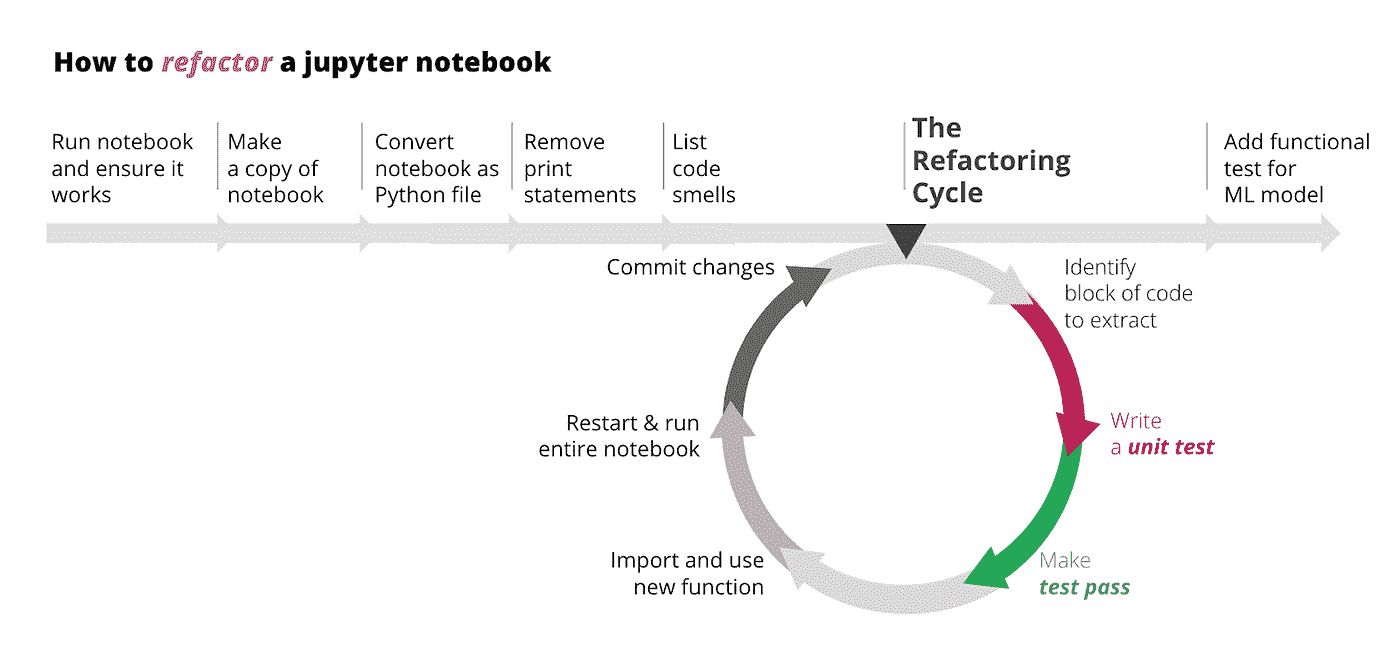 How to refactor a jupyter notebook
Run notebook
and ensure it
works
Make
a copy of
notebook
Convert
notebook as
Python file
Remove
print
statements
List
code
smells
The
Refactoring
Cycle
Add functional
test for
ML model
Identify
block of code
to extract
Write
a unit test
Make
test pass
Import and use
new function
Restart & run
entire notebook
Commit changes